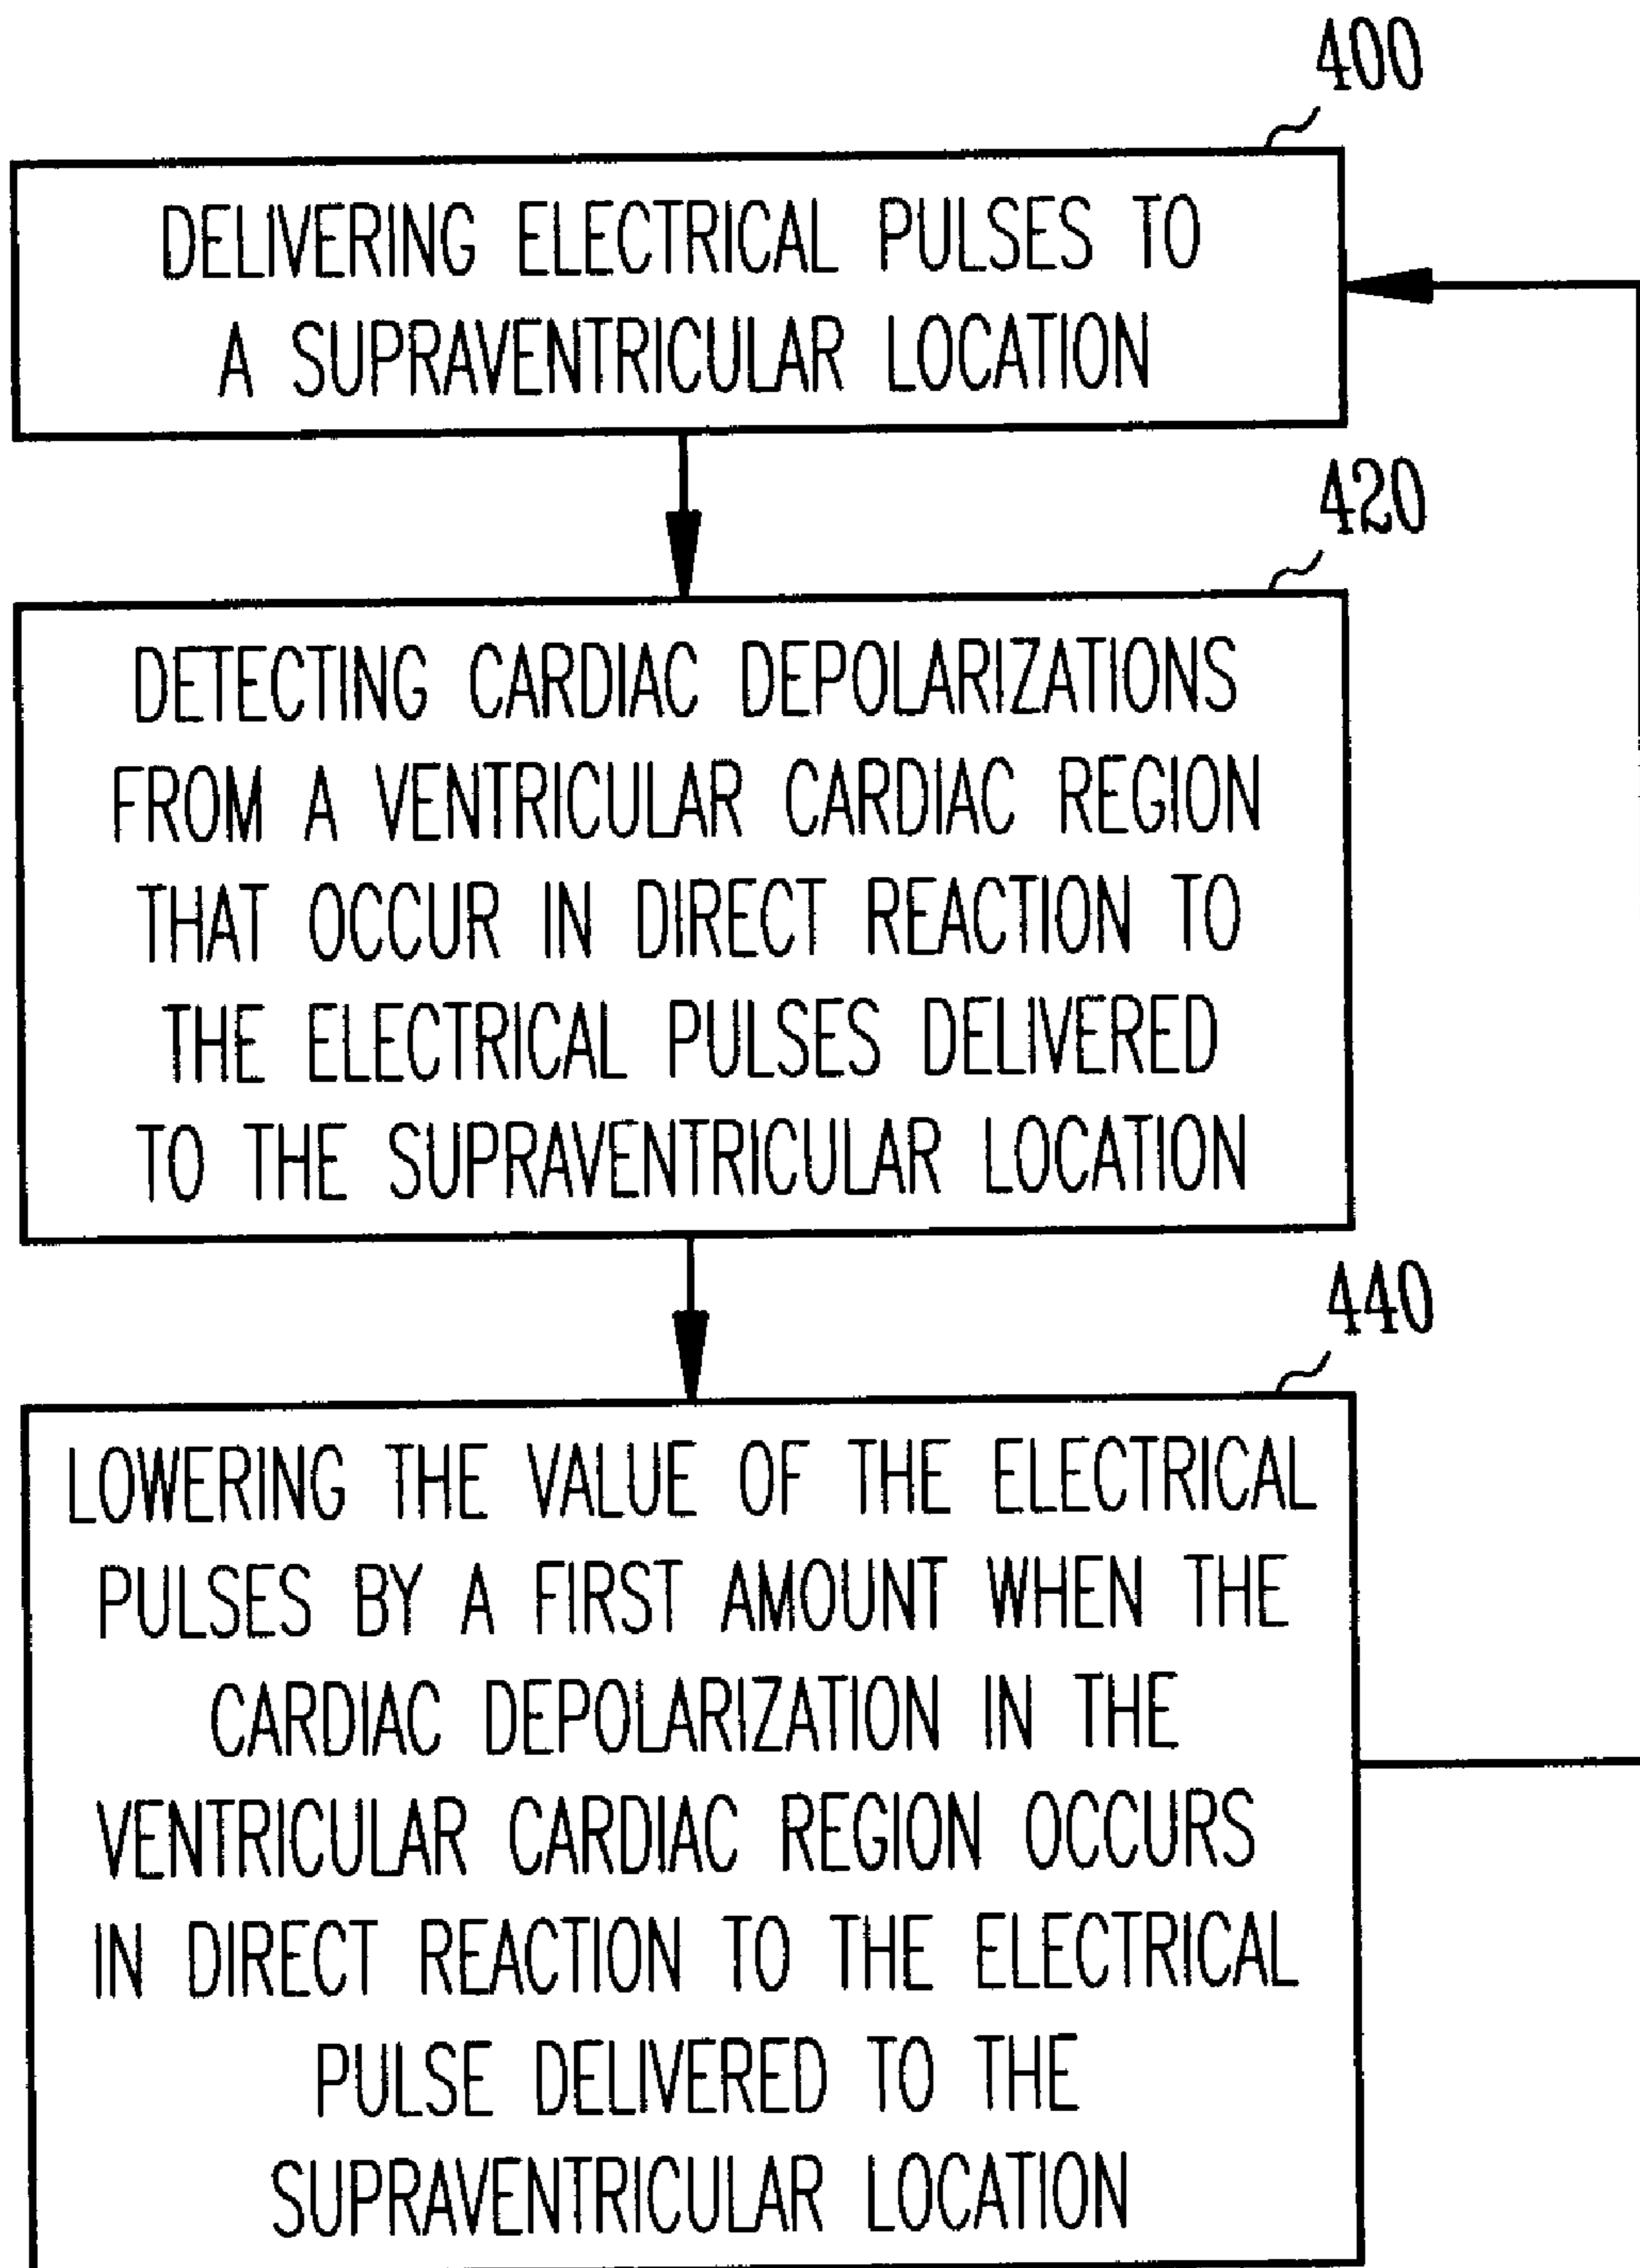 400
DELIVERING ELECTRICAL PULSES TO
A SUPRAVENTRICULAR LOCATION
420
DETECTING CARDIAC DEPOLARIZATIONS
FROM A VENTRICULAR CARDIAC REGION
THAT OCCUR IN DIRECT REACTION TO
THE ELECTRICAL PULSES DELIVERED
TO THE SUPRAVENTRICULAR LOCATION
440
LOWERING THE VALUE OF THE ELECTRICAL
PULSES BY A FIRST AMOUNT WHEN THE
CARDIAC DEPOLARIZATION IN THE
VENTRICULAR CARDIAC REGION OCCURS
IN DIRECT REACTION TO THE ELECTRICAL
PULSE DELIVERED TO THE
SUPRAVENTRICULAR LOCATION